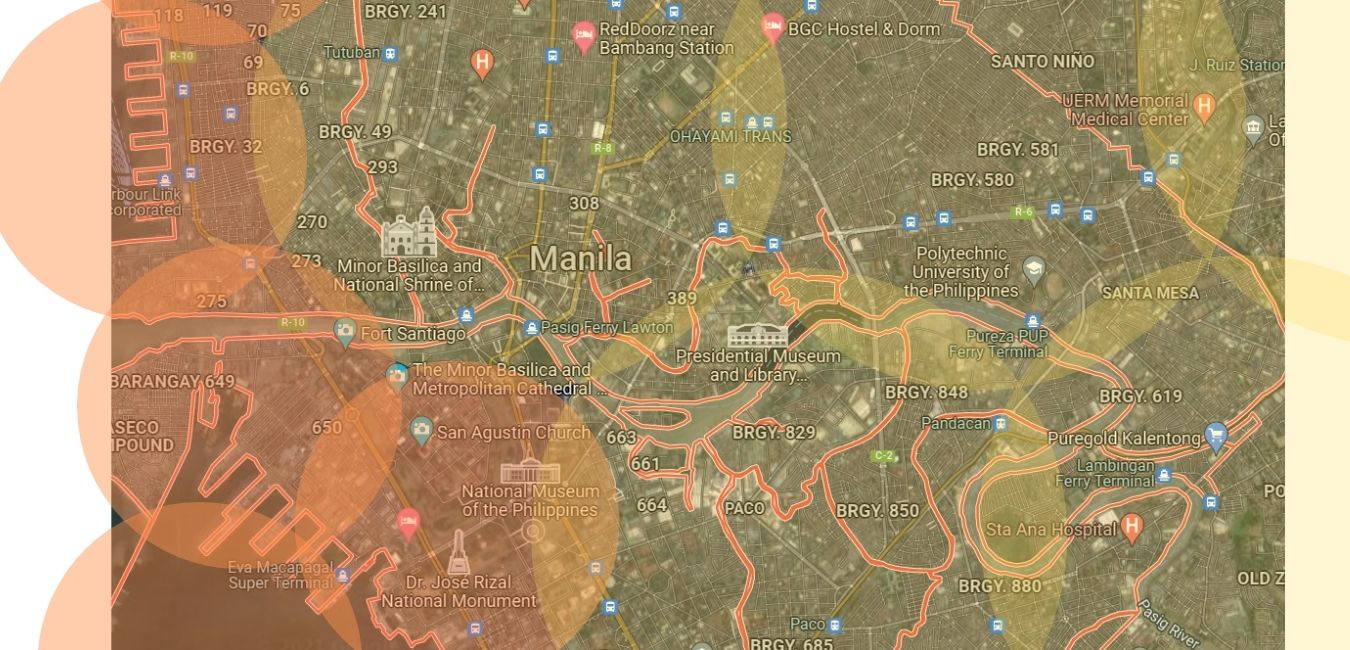 118
119
75
BRGY. 241
70
RedDoorz near
Bambang Station
BGC Hostel & Dorm
R-10
Tutuban
69
SANTO NIÑO
J. Ruiz Station
BRGY. 6
UERM Memorial
Medical Center
La
Of
BRGY. 49
OHAYAMI TRANS
BRGY. 32
R-8
BRGY. 581
293
BRGY. 580
rbour Link
corporated
308
R-6
270
Manila
273
Minor Basilica and
National Shrine of...
Polytechnic
University of
the Philippines
275
389
SANTA MESA
R-10
Fort Santiago
Pasig Ferry Lawton
Pureza PUP
Ferry Terminal
Presidential Museum
and Library...
BARANGAY 649
The Minor Basilica and
Metropolitan Cathedral ...
BRGY. 848
BRGY. 619
ASECO
MPOUND
650
San Agustin Church
663
BRGY. 829
Pandacan
Puregold Kalentong
661
C-2
Lambingan
Ferry Terminal
National Museum
of the Philippines
664
PACO
BRGY. 850
PO
Sta Ana Hospital
Eva Macapagal
Super Terminal
Dr. José Rizal
National Monument
BRGY. 880
OLD Z
Pasig River
Paco
BRGY. 685